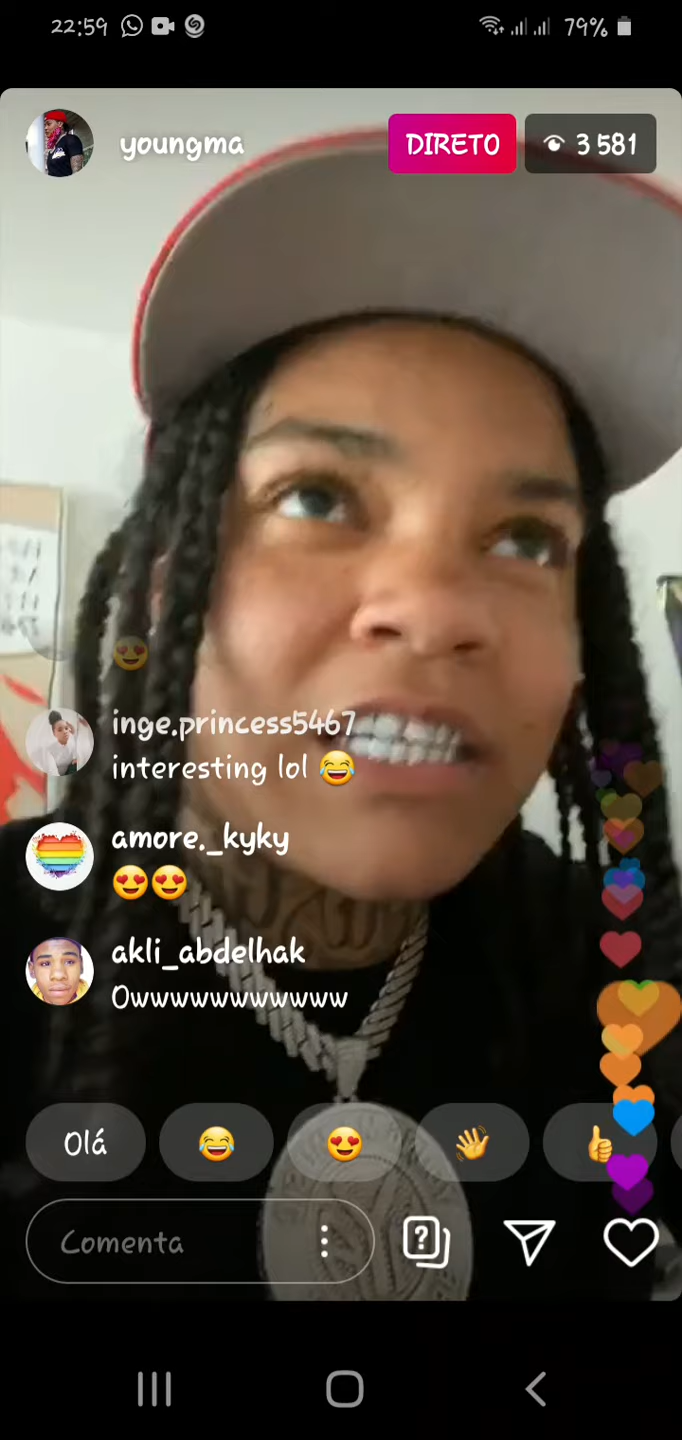 22:59
79%
youngma
DIRETO
3 581
inge.princess5467
interesting lol 😂
amore._kyky
😍😍
akli_abdelhak
Owwwwwwwwwww
Olá
Comenta